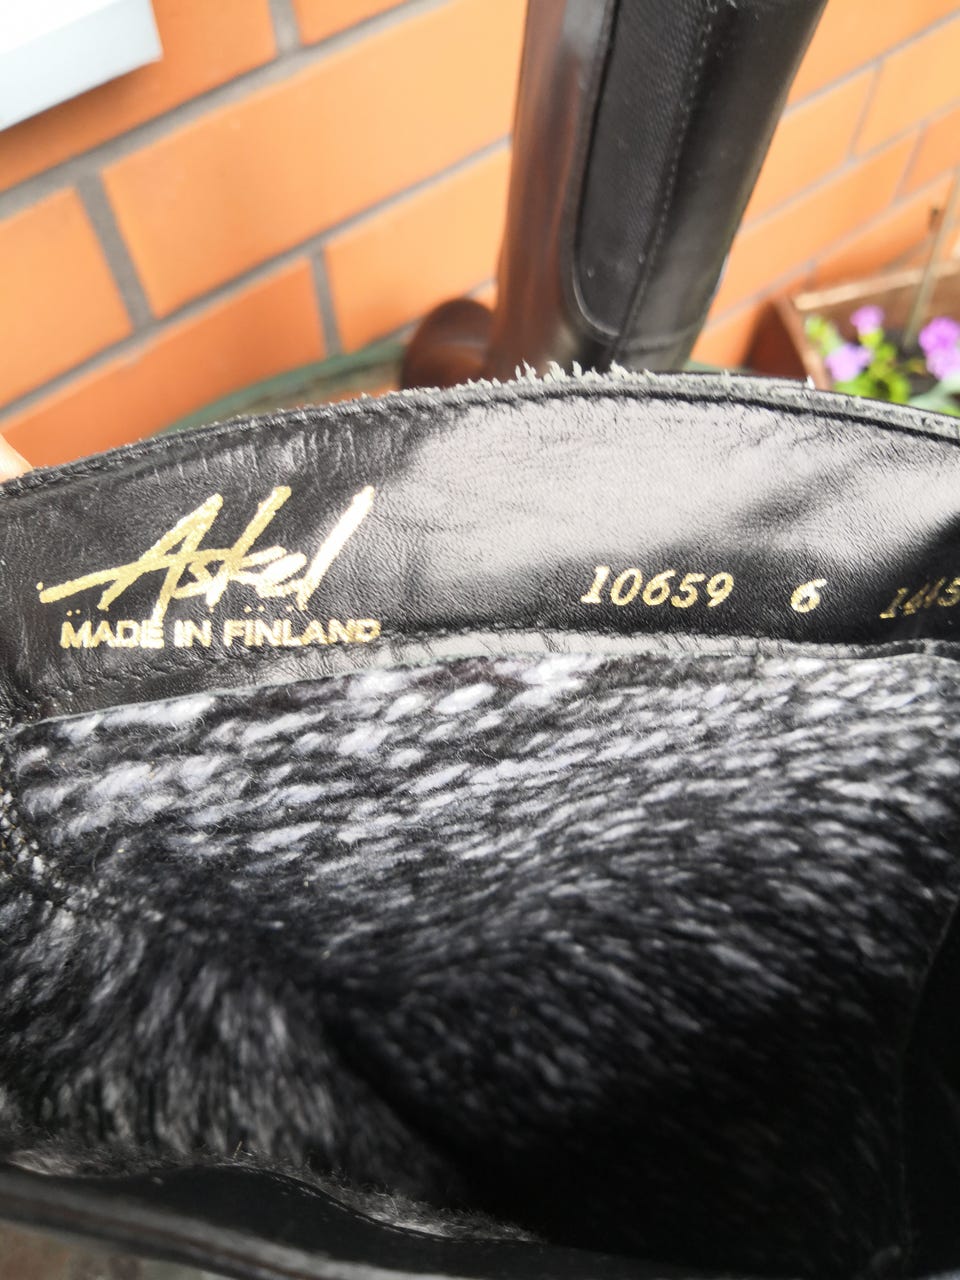 Askel
MADE IN FINLAND
10659 6